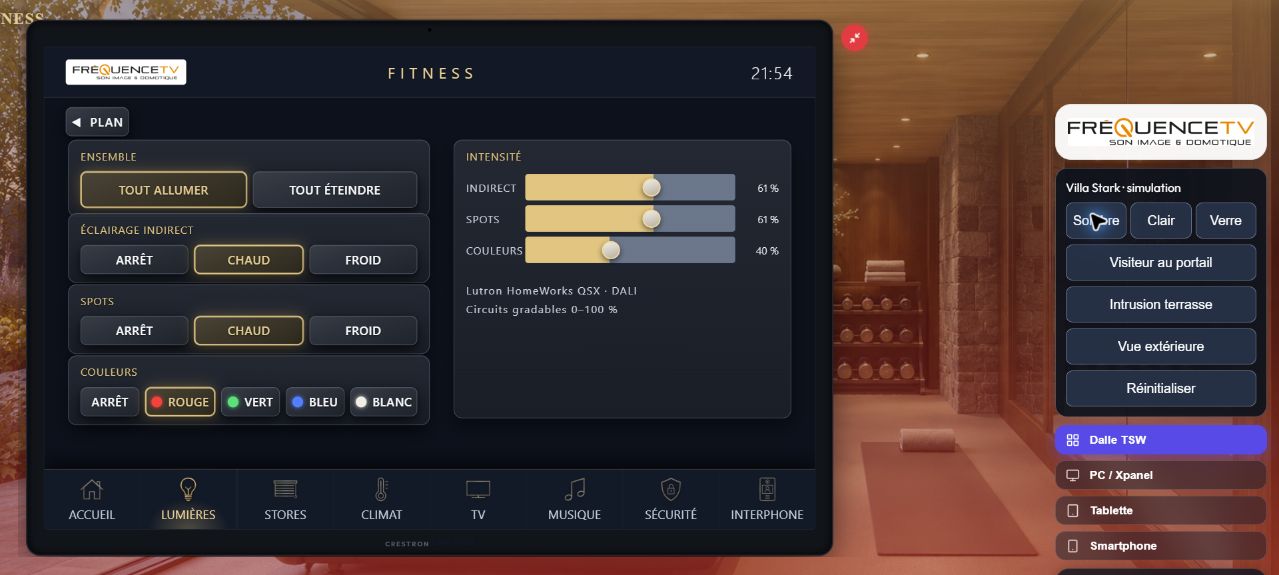 NESS
FRÉQUENCETV
SON IMAGE & DOMOTIQUE
FITNESS
21:54
◀ PLAN
ENSEMBLE
TOUT ALLUMER
TOUT ÉTEINDRE
ÉCLAIRAGE INDIRECT
ARRÊT
CHAUD
FROID
SPOTS
ARRÊT
CHAUD
FROID
COULEURS
ARRÊT
ROUGE
VERT
BLEU
BLANC
INTENSITÉ
INDIRECT
61 %
SPOTS
61 %
COULEURS
40 %
Lutron HomeWorks QSX · DALI
Circuits gradables 0–100 %
ACCUEIL
LUMIÈRES
STORES
CLIMAT
TV
MUSIQUE
SÉCURITÉ
INTERPHONE
CRESTRON
FRÉQUENCETV
SON IMAGE & DOMOTIQUE
Villa Stark · simulation
Clair
Verre
Visiteur au portail
Intrusion terrasse
Vue extérieure
Réinitialiser
Dalle TSW
PC / Xpanel
Tablette
Smartphone